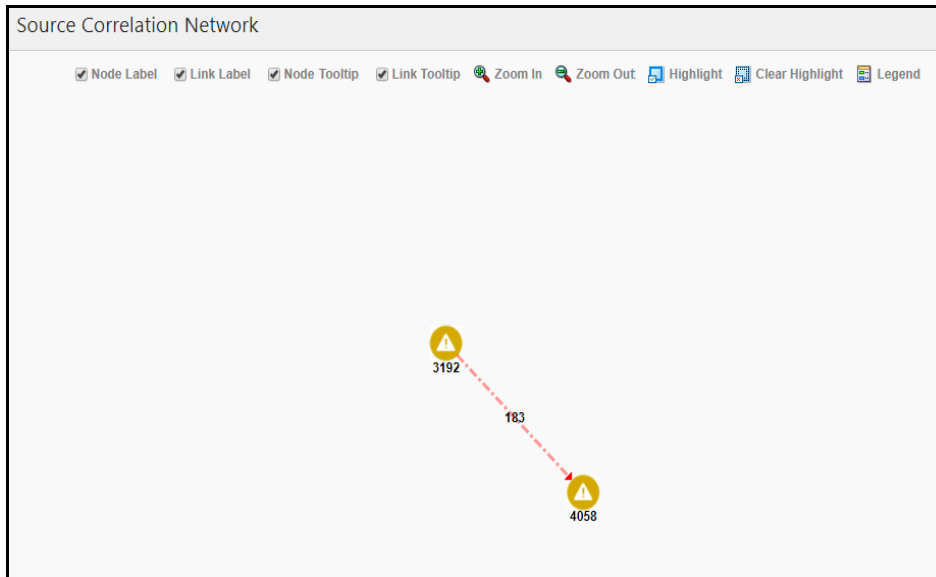 Source Correlation Network
Node Label Link Label Node Tooltip Link Tooltip Zoom In Zoom Out Highlight Clear Highlight Legend
3192
183
4058